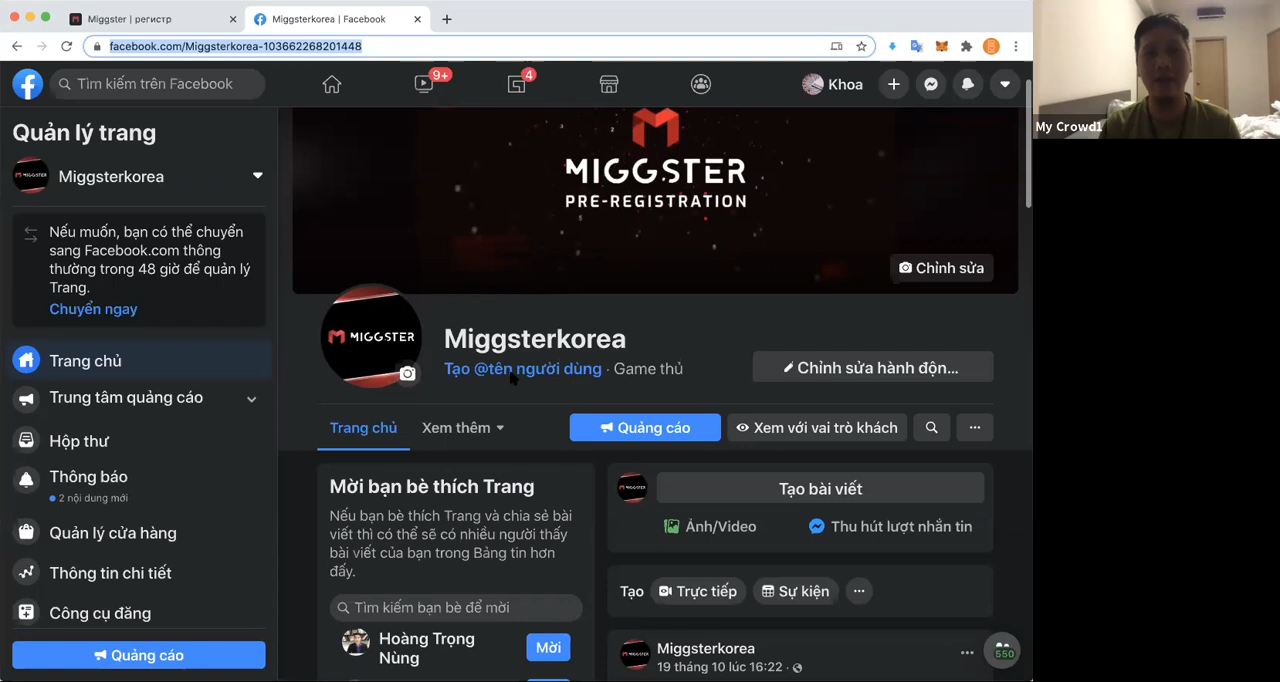 Miggster | регистр
Miggsterkorea | Facebook
facebook.com/Miggsterkorea-103662268201448
Tìm kiếm trên Facebook
9+
4
Khoa
My Crowd1
Quản lý trang
Miggsterkorea
Nếu muốn, bạn có thể chuyển
sang Facebook.com thông
thường trong 48 giờ để quản lý
Trang.
Chuyển ngay
Trang chủ
Trung tâm quảng cáo
Hộp thư
Thông báo
2 nội dung mới
Quản lý cửa hàng
Thông tin chi tiết
Công cụ đăng
Quảng cáo
MIGGSTER
PRE-REGISTRATION
Chỉnh sửa
MIGGSTER
Miggsterkorea
Tạo @tên người dùng · Game thủ
Chỉnh sửa hành độn...
Trang chủ
Xem thêm
Quảng cáo
Xem với vai trò khách
Mời bạn bè thích Trang
Nếu bạn bè thích Trang và chia sẻ bài
viết thì có thể sẽ có nhiều người thấy
bài viết của bạn trong Bảng tin hơn
đấy.
Tìm kiếm bạn bè để mời
Hoàng Trọng
Nùng
Mời
Tạo bài viết
Ảnh/Video
Thu hút lượt nhắn tin
Tạo
Trực tiếp
Sự kiện
Miggsterkorea
19 tháng 10 lúc 16:22
550